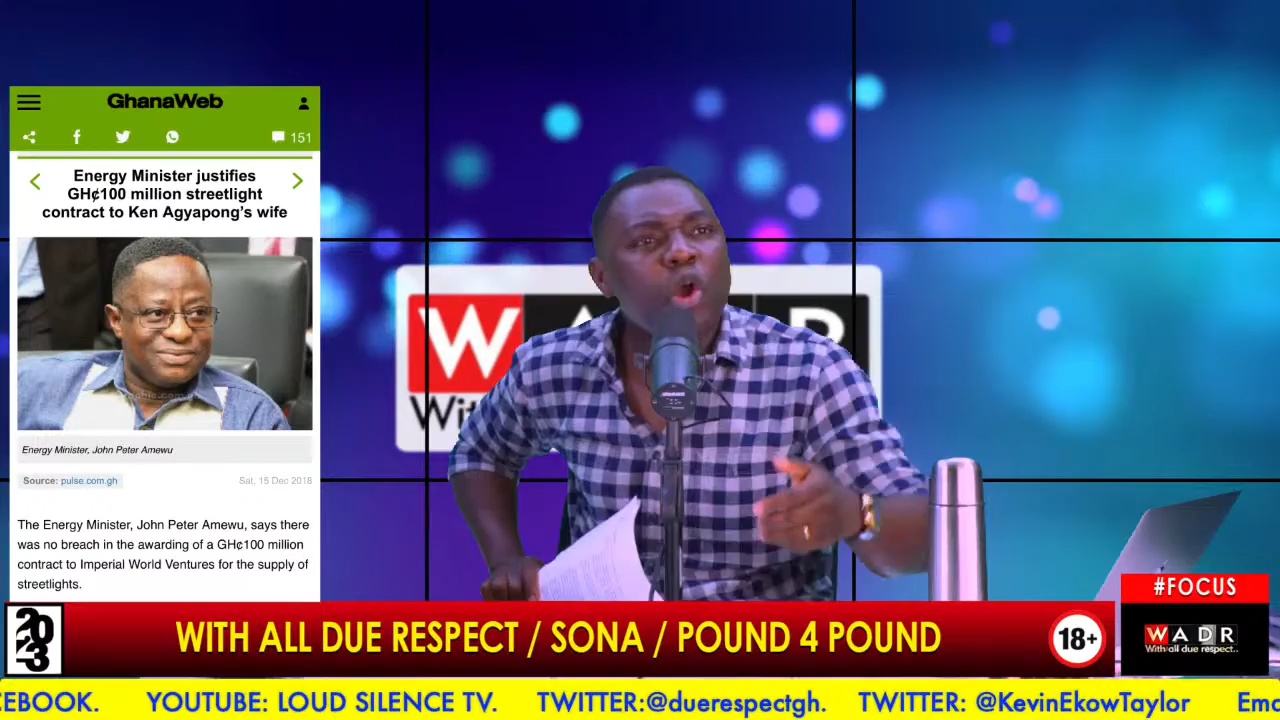 GhanaWeb
151
Energy Minister justifies
GH¢100 million streetlight
contract to Ken Agyapong's wife
Energy Minister, John Peter Amewu
Source: pulse.com.gh
Sat, 15 Dec 2018
The Energy Minister, John Peter Amewu, says there
was no breach in the awarding of a GH¢100 million
contract to Imperial World Ventures for the supply of
streetlights.
W R
With
#FOCUS
2023
WITH ALL DUE RESPECT / SONA / POUND 4 POUND
18+
WADR
With all due respect..
CEBOOK. YOUTUBE: LOUD SILENCE TV. TWITTER:@duerespectgh. TWITTER: @KevinEkowTaylor Ema